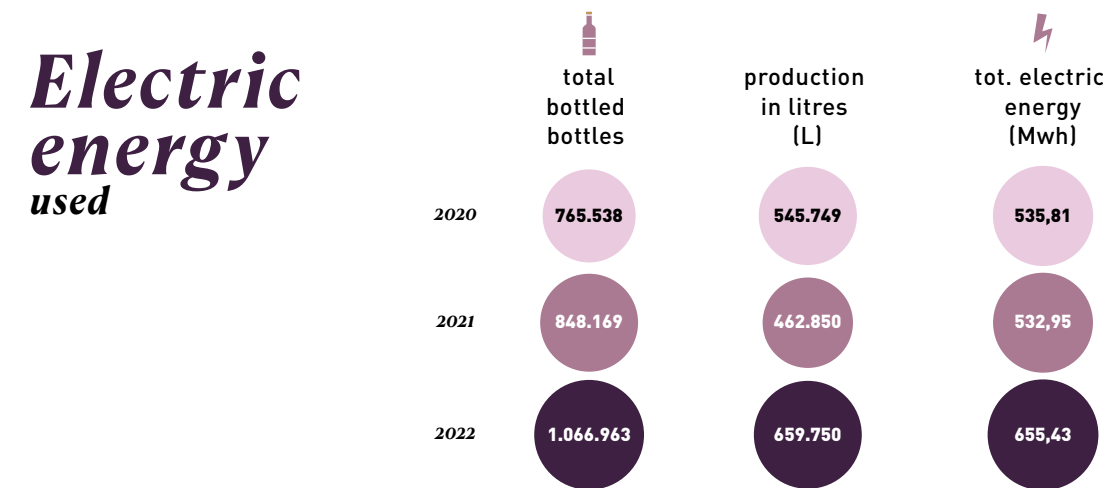 Electric
energy
used
total
bottled
bottles
production
in litres
(L)
tot. electric
energy
(Mwh)
2020
765.538
545.749
535,81
2021
848.169
462.850
532,95
2022
1.066.963
659.750
655,43